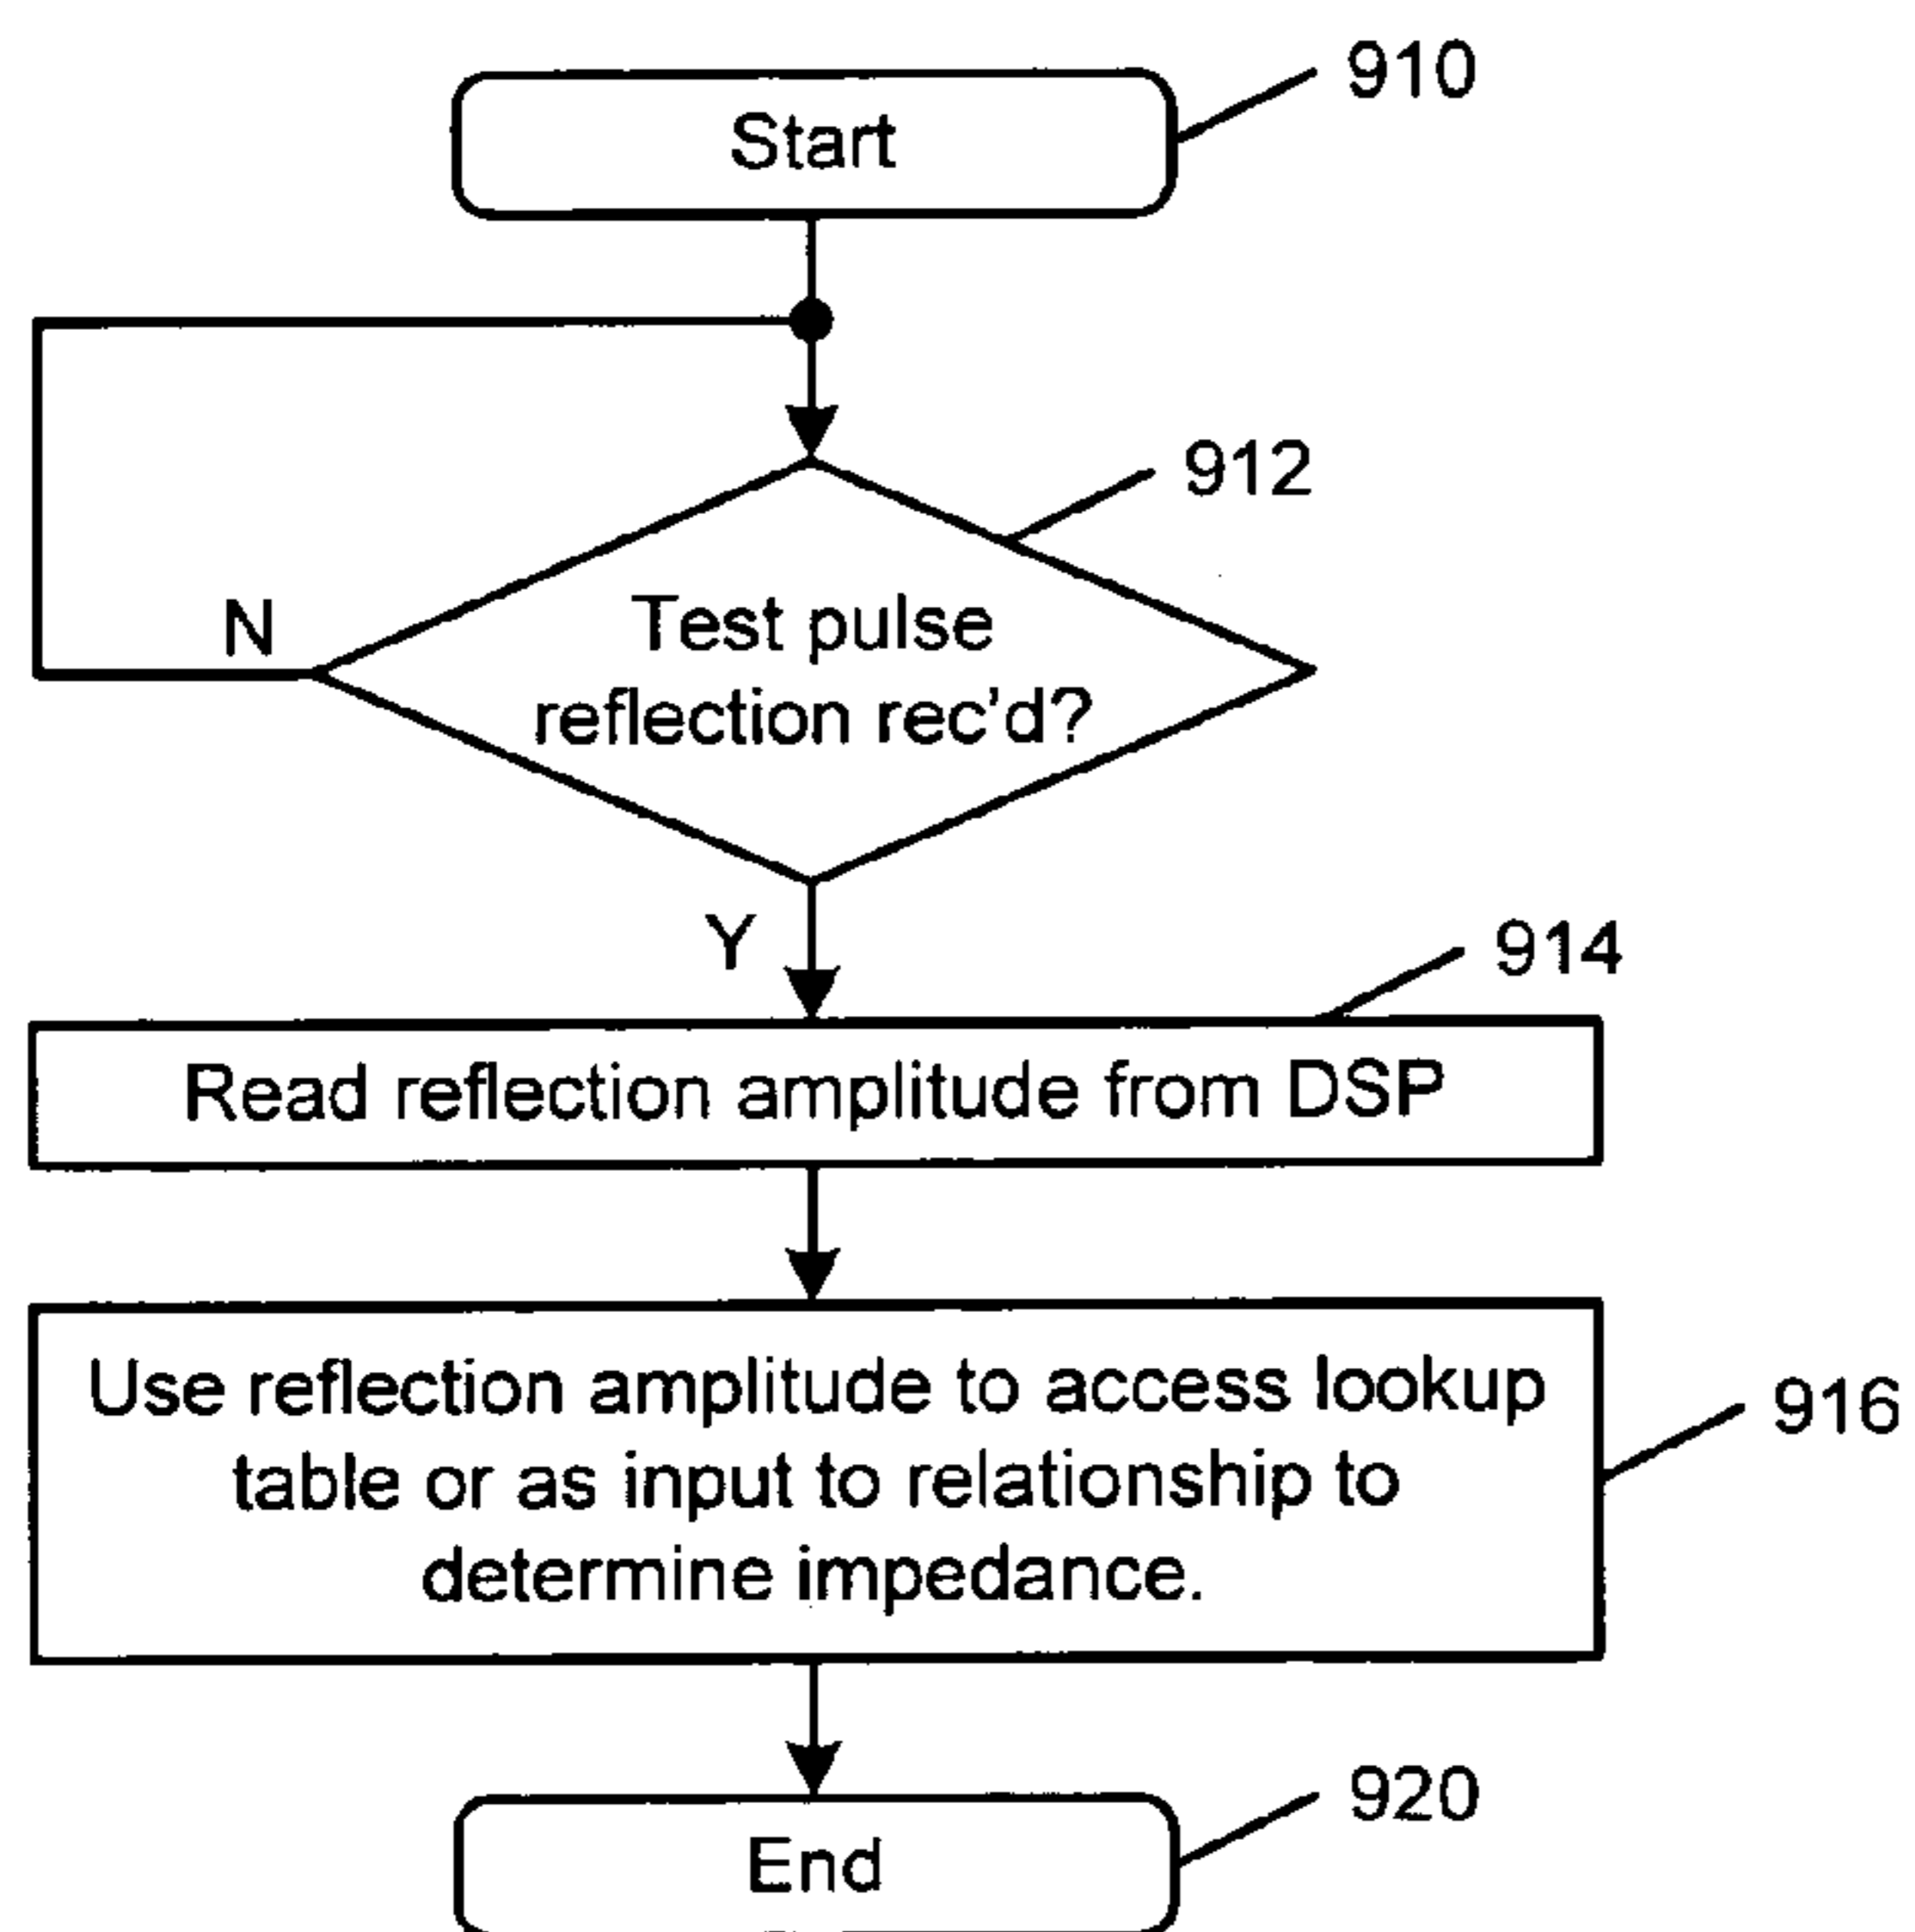 910
Start
912
N
Test pulse
reflection rec'd?
Y
914
Read reflection amplitude from DSP
Use reflection amplitude to access lookup
table or as input to relationship to
determine impedance.
916
920
End